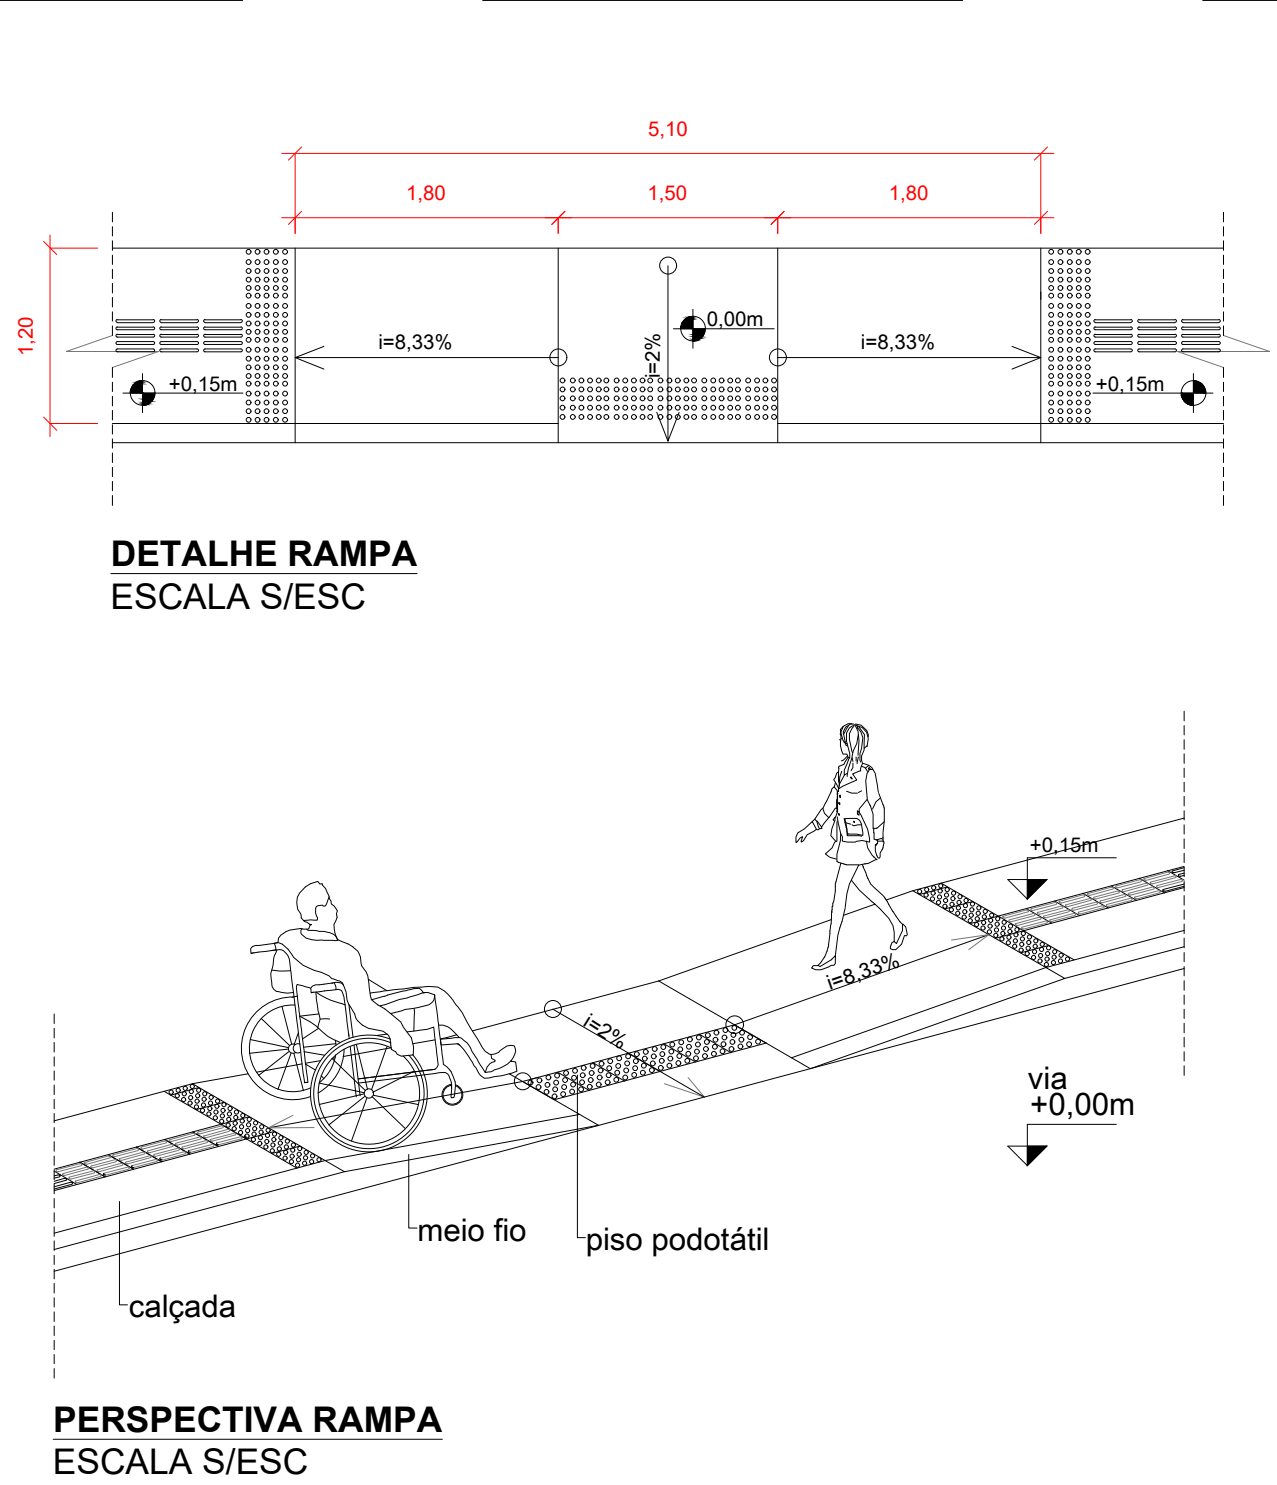 5,10
1,80
1,50
1,80
1,20
i=8,33%
i=2%
0,00m
i=8,33%
+0,15m
+0,15m
DETALHE RAMPA
ESCALA S/ESC
+0,15m
i=8,33%
i=2%
via
+0,00m
meio fio
piso podotátil
calçada
PERSPECTIVA RAMPA
ESCALA S/ESC